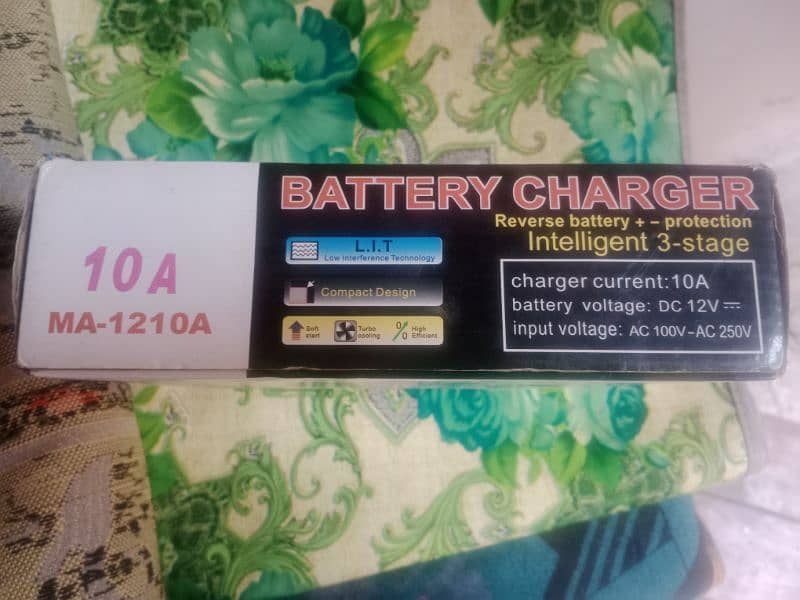 10A
MA-1210A
BATTERY CHARGER
Reverse battery + - protection
Intelligent 3-stage
L.I.T
Low interference Technology
Compact Design
Soft start
Turbo cooling
High Efficient
charger current:10A
battery voltage: DC 12V ⎓
input voltage: AC 100V~AC 250V